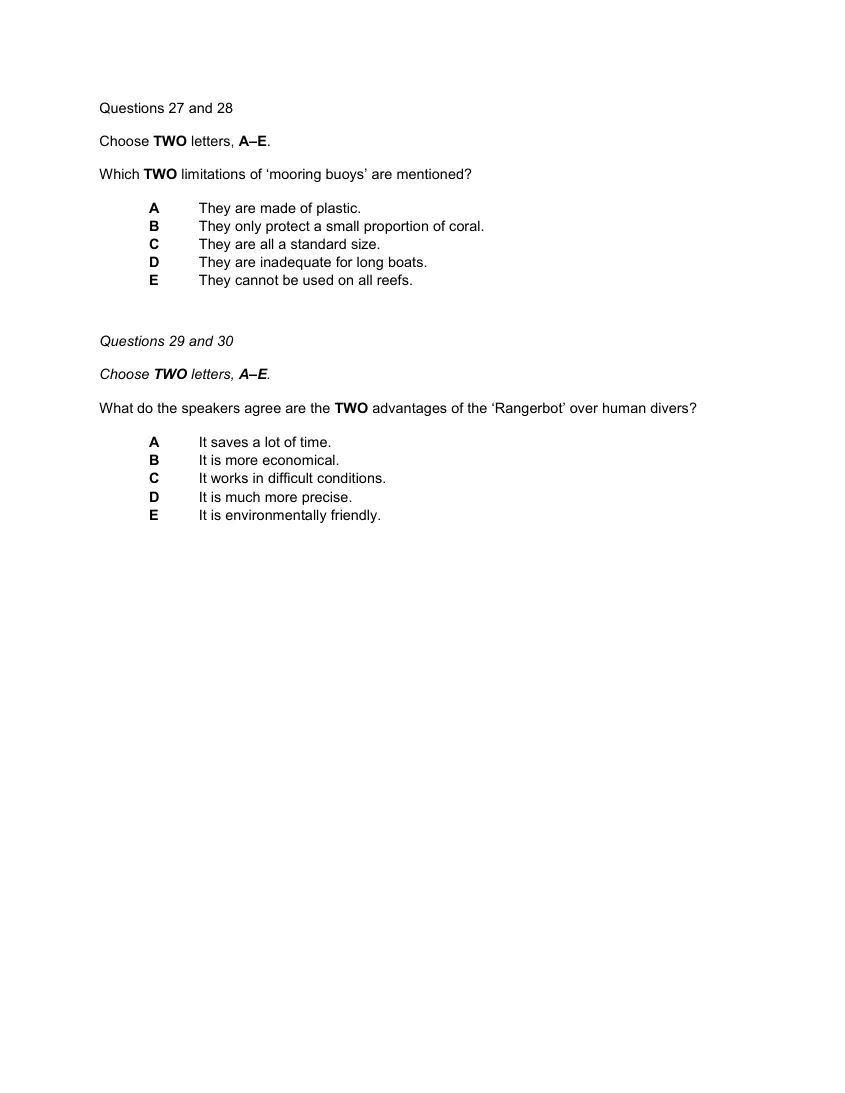 Questions 27 and 28
Choose TWO letters, A–E.
Which TWO limitations of ‘mooring buoys’ are mentioned?
A They are made of plastic.
B They only protect a small proportion of coral.
C They are all a standard size.
D They are inadequate for long boats.
E They cannot be used on all reefs.
Questions 29 and 30
Choose TWO letters, A–E.
What do the speakers agree are the TWO advantages of the ‘Rangerbot’ over human divers?
A It saves a lot of time.
B It is more economical.
C It works in difficult conditions.
D It is much more precise.
E It is environmentally friendly.